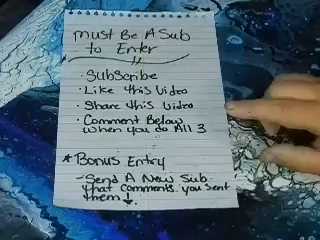 must Be A Sub
to Enter
· Subscribe
· Like this Video
· Share this Video
· Comment Below
when you do All 3
* Bonus Entry
- Send A New Sub
that comments you sent
them ↓.